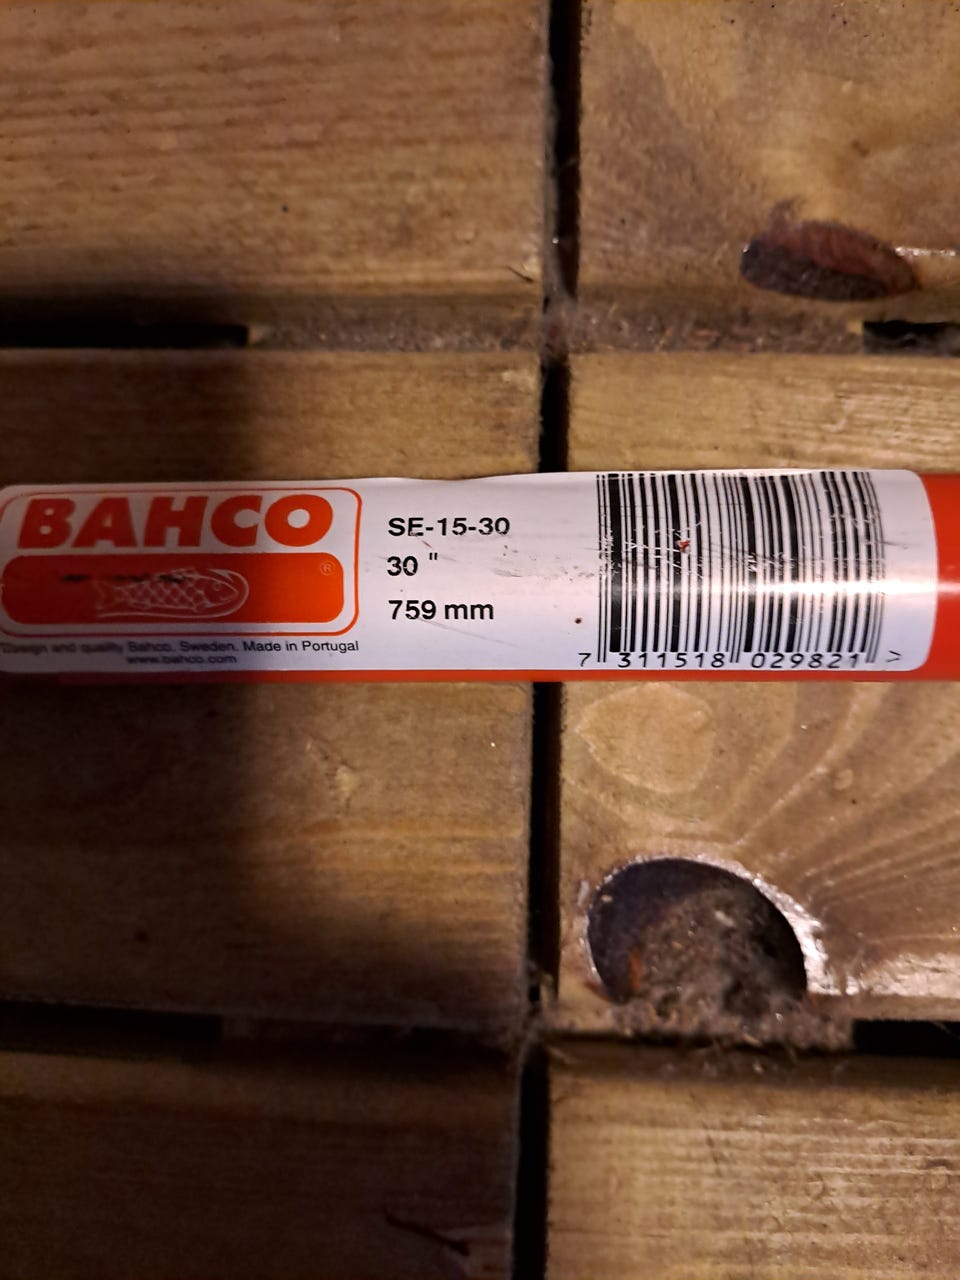 BAHCO
®
Design and quality Bahco, Sweden. Made in Portugal
www.bahco.com
SE-15-30
30 "
759 mm
7 311518 029821 >